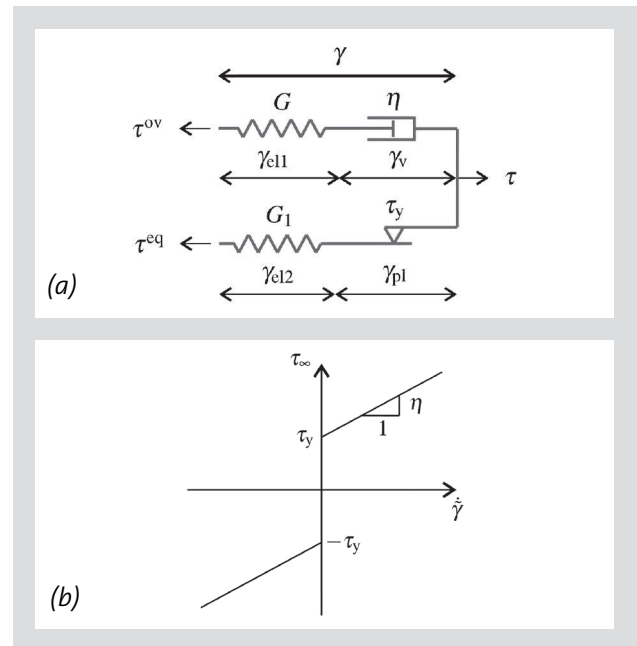 γ
G η
τ^ov
γ_el1 γ_v τ
G_1 τ_y
τ^eq
γ_el2 γ_pl
(a)
τ_∞
η
1
τ_y
γ̃̇
−τ_y
(b)